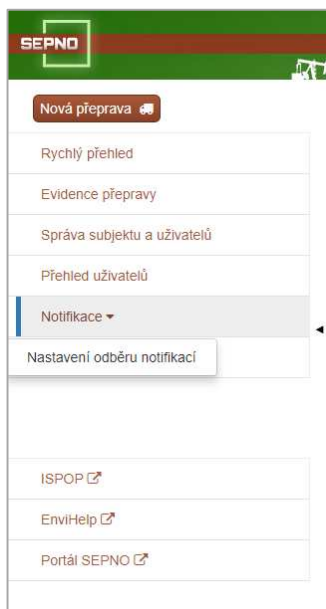 SEPNO
Nová přeprava
Rychlý přehled
Evidence přepravy
Správa subjektu a uživatelů
Přehled uživatelů
Notifikace
Nastavení odběru notifikací
ISPOP
EnviHelp
Portál SEPNO